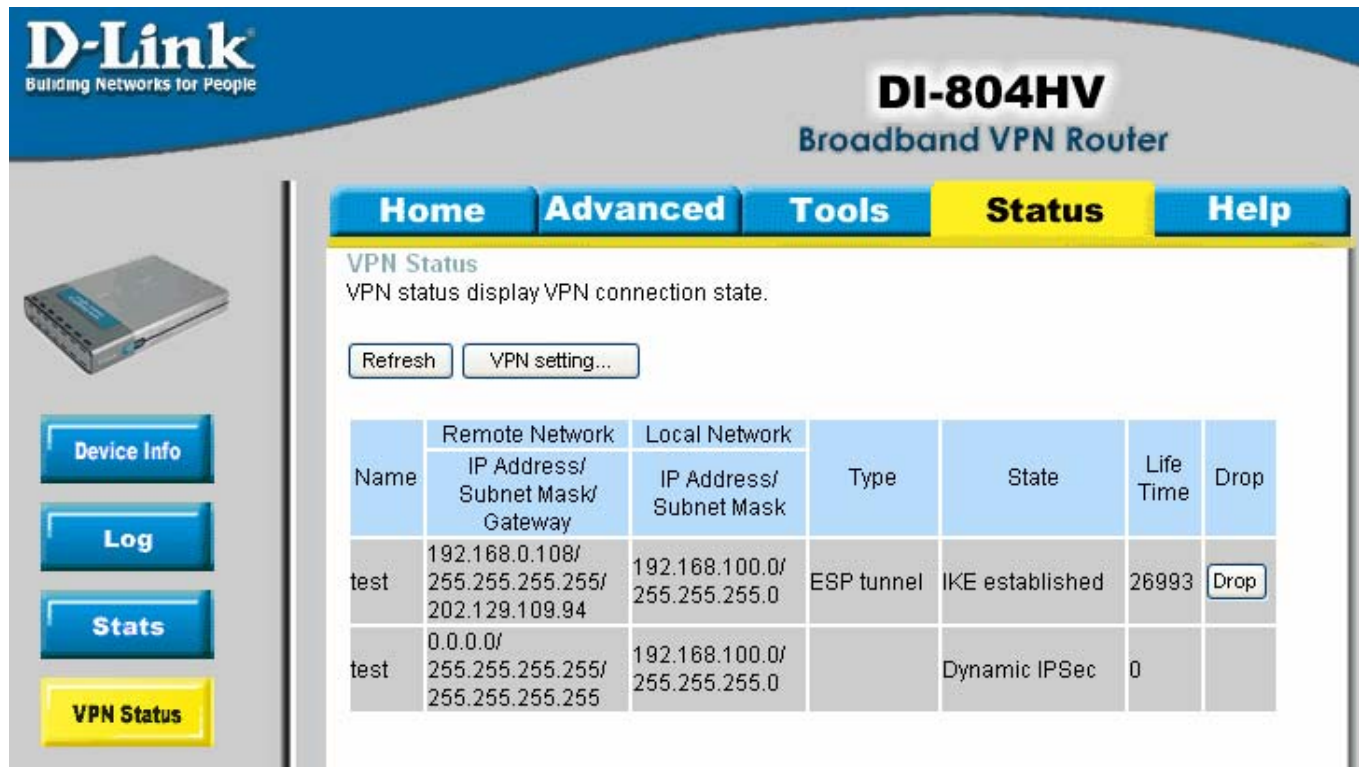 D-Link
Building Networks for People
DI-804HV
Broadband VPN Router
Home Advanced Tools Status Help
VPN Status
VPN status display VPN connection state.
Refresh VPN setting...
Device Info
Log
Stats
VPN Status
Remote Network Local Network
Name IP Address/ Subnet Mask/ Gateway IP Address/ Subnet Mask Type State Life Time Drop
test 192.168.0.108/ 255.255.255.255/ 202.129.109.94 192.168.100.0/ 255.255.255.0 ESP tunnel IKE established 26993 Drop
test 0.0.0.0/ 255.255.255.255/ 255.255.255.255 192.168.100.0/ 255.255.255.0 Dynamic IPSec 0